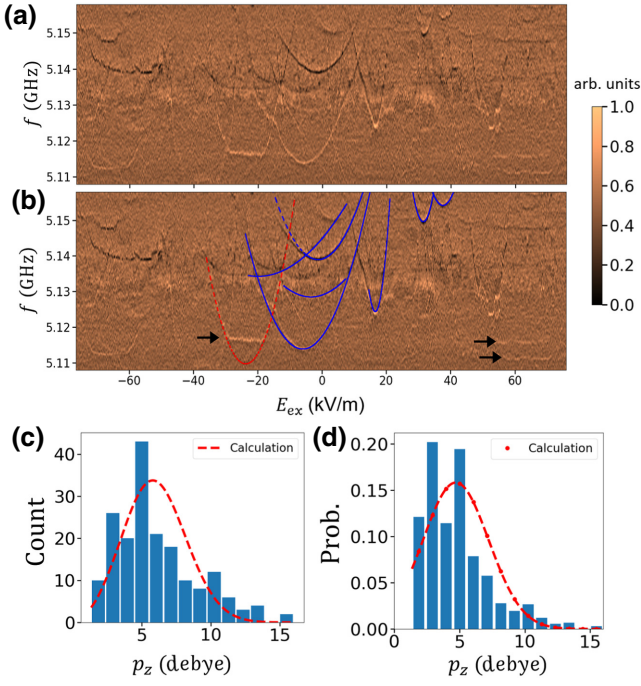 (a)
5.15
5.14
5.13
5.12
5.11
f (GHz)
arb. units
1.0
0.8
0.6
0.4
0.2
0.0
(b)
5.15
5.14
5.13
5.12
5.11
f (GHz)
−60 −40 −20 0 20 40 60
E_ex (kV/m)
(c)
40
30
20
10
0
Count
Calculation
5 10 15
p_z (debye)
(d)
0.20
0.15
0.10
0.05
0.00
Prob.
Calculation
0 5 10 15
p_z (debye)